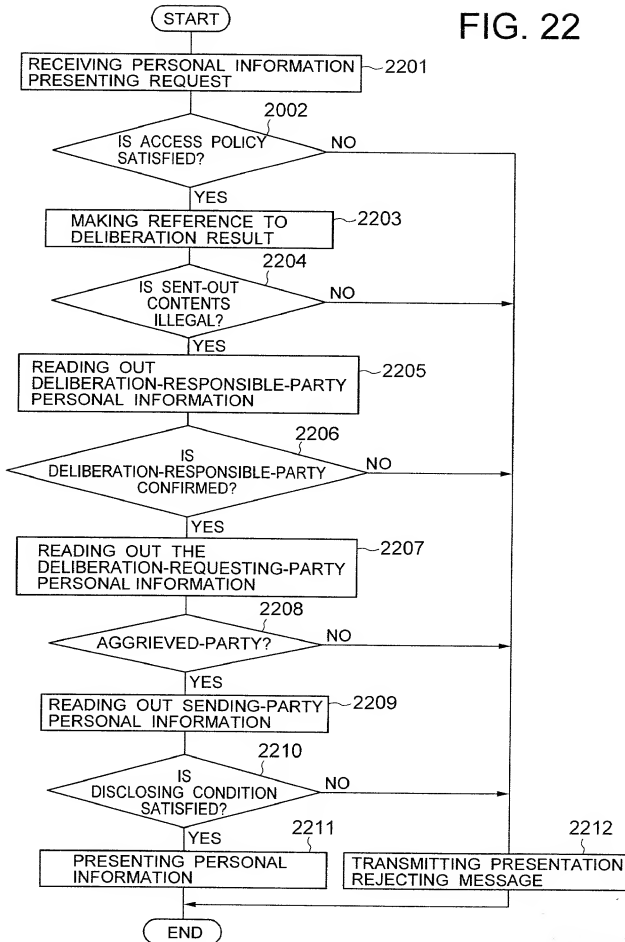 START
FIG. 22
RECEIVING PERSONAL INFORMATION
PRESENTING REQUEST
2201
2002
IS ACCESS POLICY
SATISFIED?
NO
YES
MAKING REFERENCE TO
DELIBERATION RESULT
2203
2204
IS SENT-OUT
CONTENTS
ILLEGAL?
NO
YES
READING OUT
DELIBERATION-RESPONSIBLE-PARTY
PERSONAL INFORMATION
2205
2206
IS
DELIBERATION-RESPONSIBLE-PARTY
CONFIRMED?
NO
YES
READING OUT THE
DELIBERATION-REQUESTING-PARTY
PERSONAL INFORMATION
2207
2208
AGGRIEVED-PARTY?
NO
YES
READING OUT SENDING-PARTY
PERSONAL INFORMATION
2209
2210
IS
DISCLOSING CONDITION
SATISFIED?
NO
YES
2211
PRESENTING PERSONAL
INFORMATION
2212
TRANSMITTING PRESENTATION
REJECTING MESSAGE
END